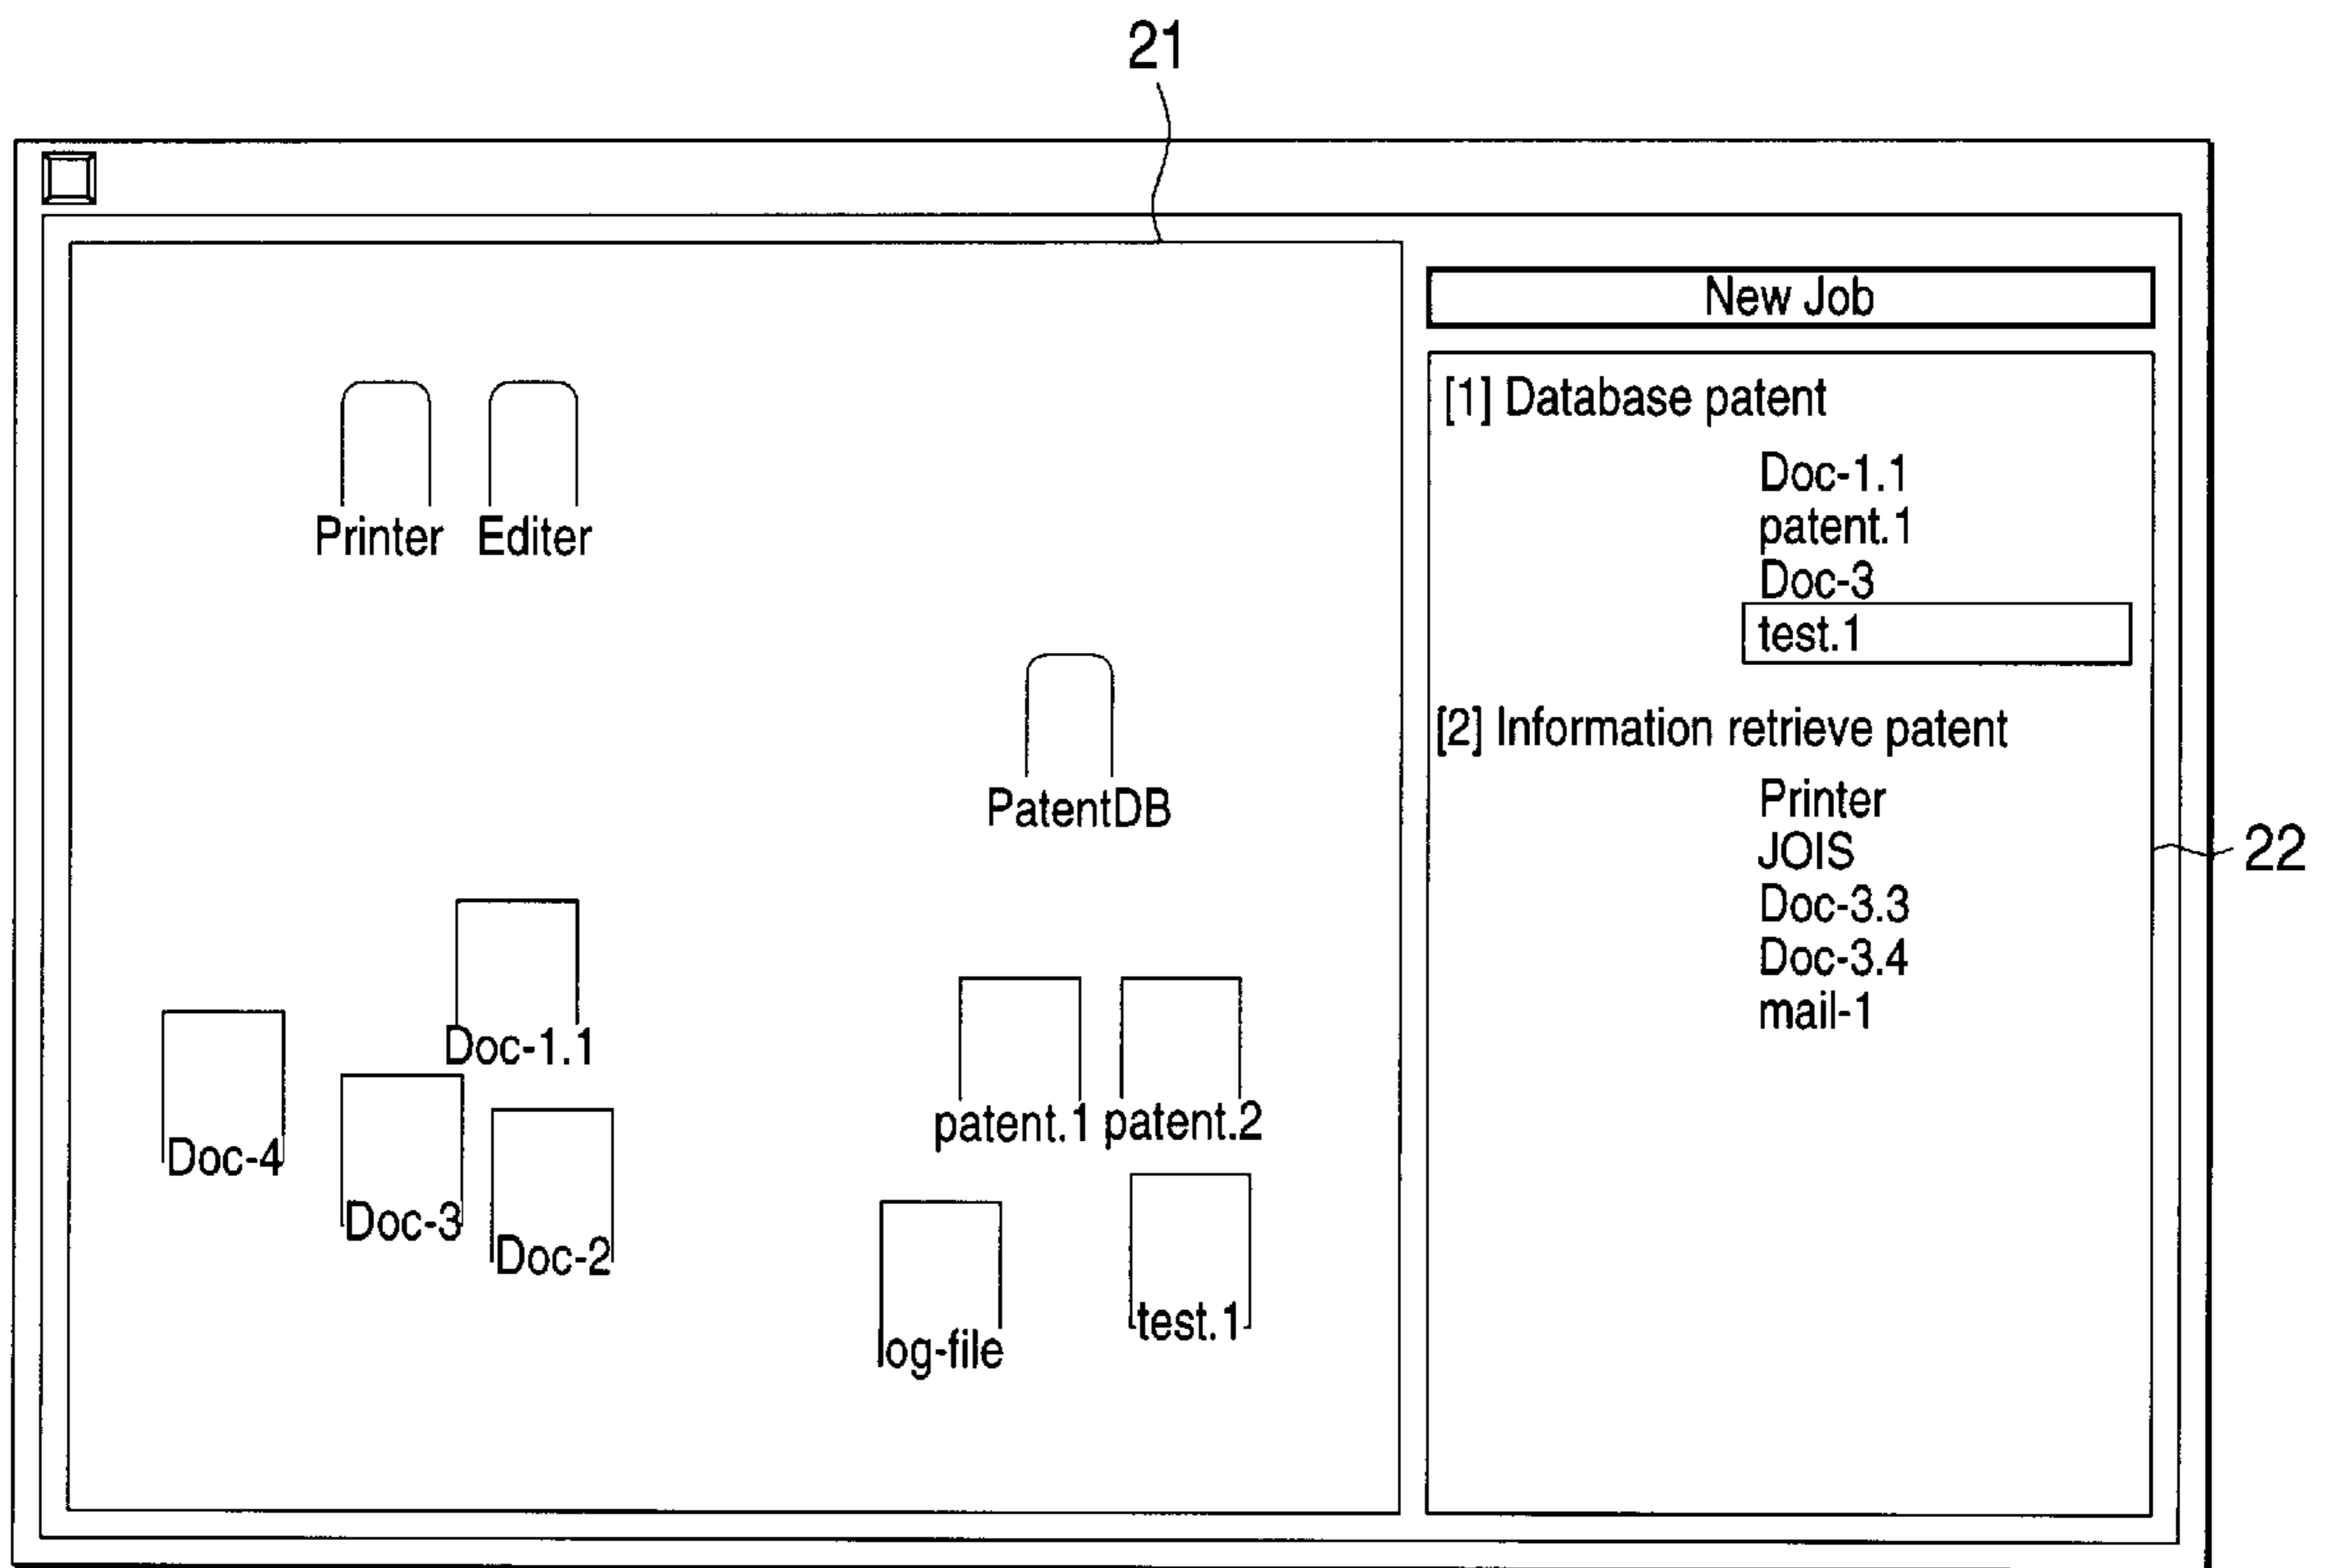 21
New Job
[1] Database patent
Doc-1.1
patent.1
Doc-3
test.1
[2] Information retrieve patent
Printer
JOIS
Doc-3.3
Doc-3.4
mail-1
22
Printer Editer
PatentDB
Doc-1.1
Doc-4
Doc-3
Doc-2
patent.1 patent.2
log-file
test.1